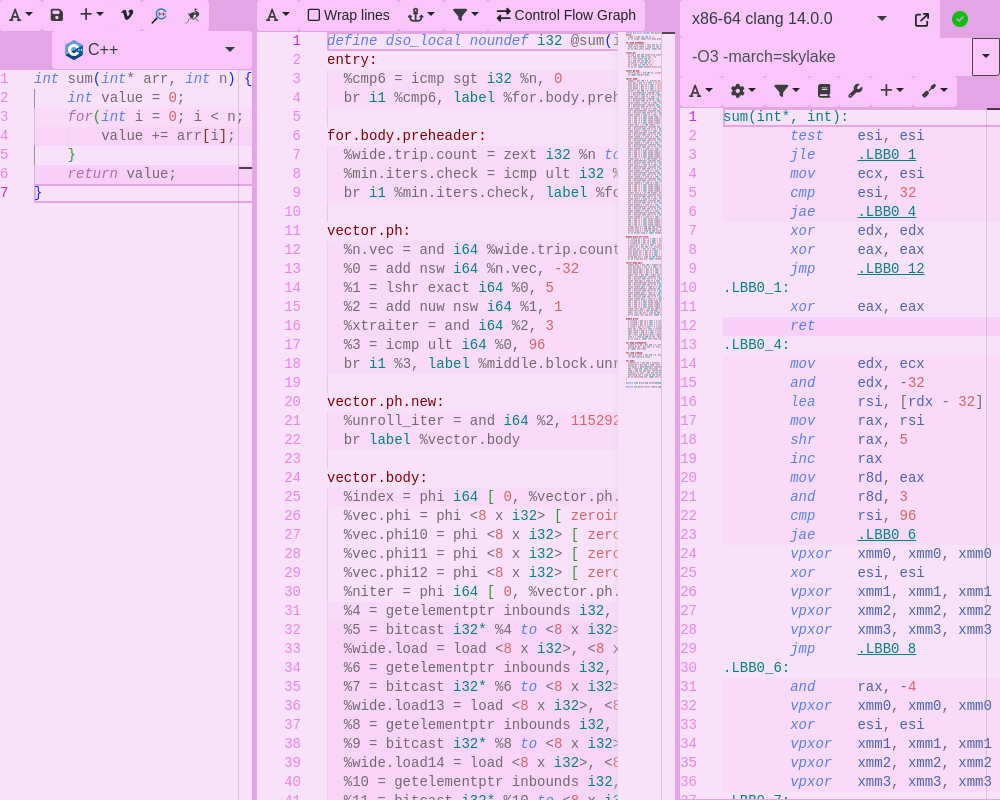 A
Wrap lines
Control Flow Graph
x86-64 clang 14.0.0
C++
-O3 -march=skylake
1 int sum(int* arr, int n) {
2 int value = 0;
3 for(int i = 0; i < n;
4 value += arr[i];
5 }
6 return value;
7 }
1 define dso_local noundef i32 @sum(i
2 entry:
3 %cmp6 = icmp sgt i32 %n, 0
4 br i1 %cmp6, label %for.body.preh
5
6 for.body.preheader:
7 %wide.trip.count = zext i32 %n to
8 %min.iters.check = icmp ult i32 %
9 br i1 %min.iters.check, label %fo
10
11 vector.ph:
12 %n.vec = and i64 %wide.trip.count
13 %0 = add nsw i64 %n.vec, -32
14 %1 = lshr exact i64 %0, 5
15 %2 = add nuw nsw i64 %1, 1
16 %xtraiter = and i64 %2, 3
17 %3 = icmp ult i64 %0, 96
18 br i1 %3, label %middle.block.unr
19
20 vector.ph.new:
21 %unroll_iter = and i64 %2, 115292
22 br label %vector.body
23
24 vector.body:
25 %index = phi i64 [ 0, %vector.ph.
26 %vec.phi = phi <8 x i32> [ zeroin
27 %vec.phi10 = phi <8 x i32> [ zero
28 %vec.phi11 = phi <8 x i32> [ zero
29 %vec.phi12 = phi <8 x i32> [ zero
30 %niter = phi i64 [ 0, %vector.ph.
31 %4 = getelementptr inbounds i32,
32 %5 = bitcast i32* %4 to <8 x i32>
33 %wide.load = load <8 x i32>, <8 x
34 %6 = getelementptr inbounds i32,
35 %7 = bitcast i32* %6 to <8 x i32>
36 %wide.load13 = load <8 x i32>, <8
37 %8 = getelementptr inbounds i32,
38 %9 = bitcast i32* %8 to <8 x i32>
39 %wide.load14 = load <8 x i32>, <8
40 %10 = getelementptr inbounds i32,
41 %11 = bitcast i32* %10 to <8 x i3
A
1 sum(int*, int):
2 test esi, esi
3 jle .LBB0_1
4 mov ecx, esi
5 cmp esi, 32
6 jae .LBB0_4
7 xor edx, edx
8 xor eax, eax
9 jmp .LBB0_12
10 .LBB0_1:
11 xor eax, eax
12 ret
13 .LBB0_4:
14 mov edx, ecx
15 and edx, -32
16 lea rsi, [rdx - 32]
17 mov rax, rsi
18 shr rax, 5
19 inc rax
20 mov r8d, eax
21 and r8d, 3
22 cmp rsi, 96
23 jae .LBB0_6
24 vpxor xmm0, xmm0, xmm0
25 xor esi, esi
26 vpxor xmm1, xmm1, xmm1
27 vpxor xmm2, xmm2, xmm2
28 vpxor xmm3, xmm3, xmm3
29 jmp .LBB0_8
30 .LBB0_6:
31 and rax, -4
32 vpxor xmm0, xmm0, xmm0
33 xor esi, esi
34 vpxor xmm1, xmm1, xmm1
35 vpxor xmm2, xmm2, xmm2
36 vpxor xmm3, xmm3, xmm3
37 .LBB0_7: